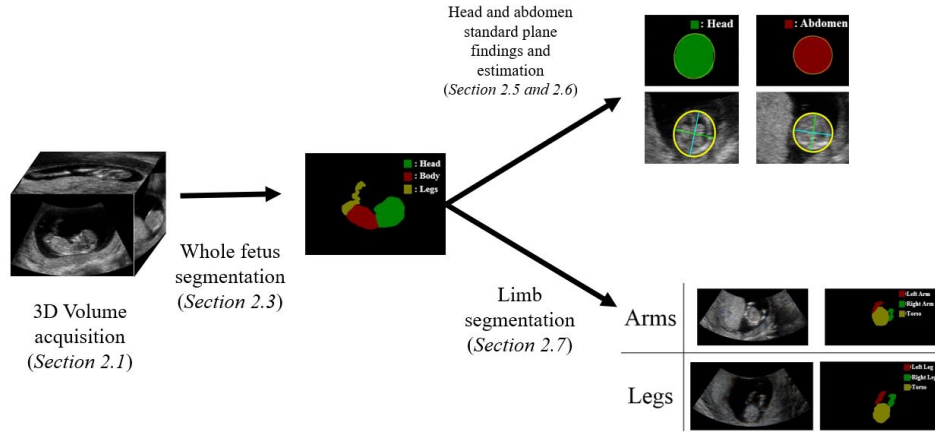 Head and abdomen
standard plane
findings and
estimation
(Section 2.5 and 2.6)
: Head
: Abdomen
: Head
: Body
: Legs
Whole fetus
segmentation
(Section 2.3)
3D Volume
acquisition
(Section 2.1)
Limb
segmentation
(Section 2.7)
Arms
:Left Arm
:Right Arm
:Torso
Legs
:Left Leg
:Right Leg
:Torso